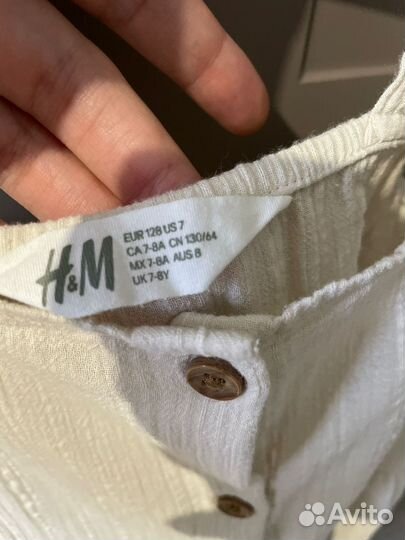 H&M
EUR 128 US 7
CA 7-8A CN 130/64
MX 7-8A AUS 8
UK 7-8Y
Avito